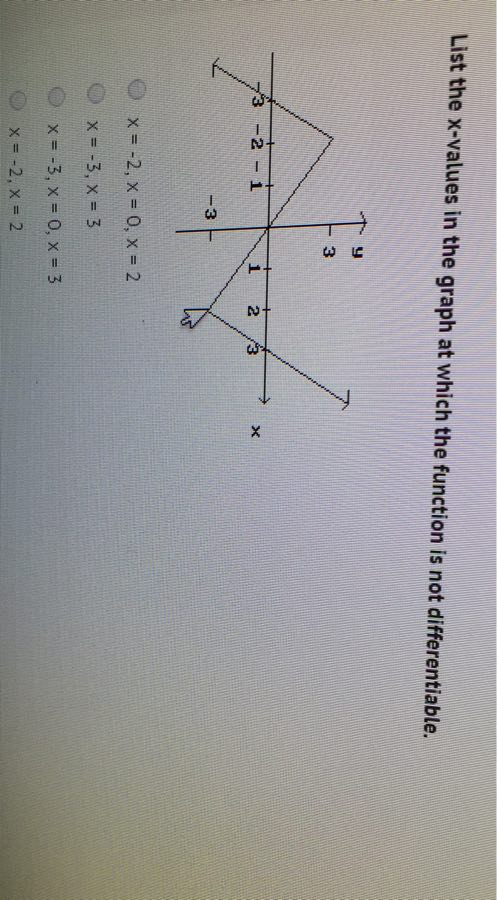 List the x-values in the graph at which the function is not differentiable.
y
3
-3 -2 -1 1 2 3 x
-3
x = -2, x = 0, x = 2
x = -3, x = 3
x = -3, x = 0, x = 3
x = -2, x = 2